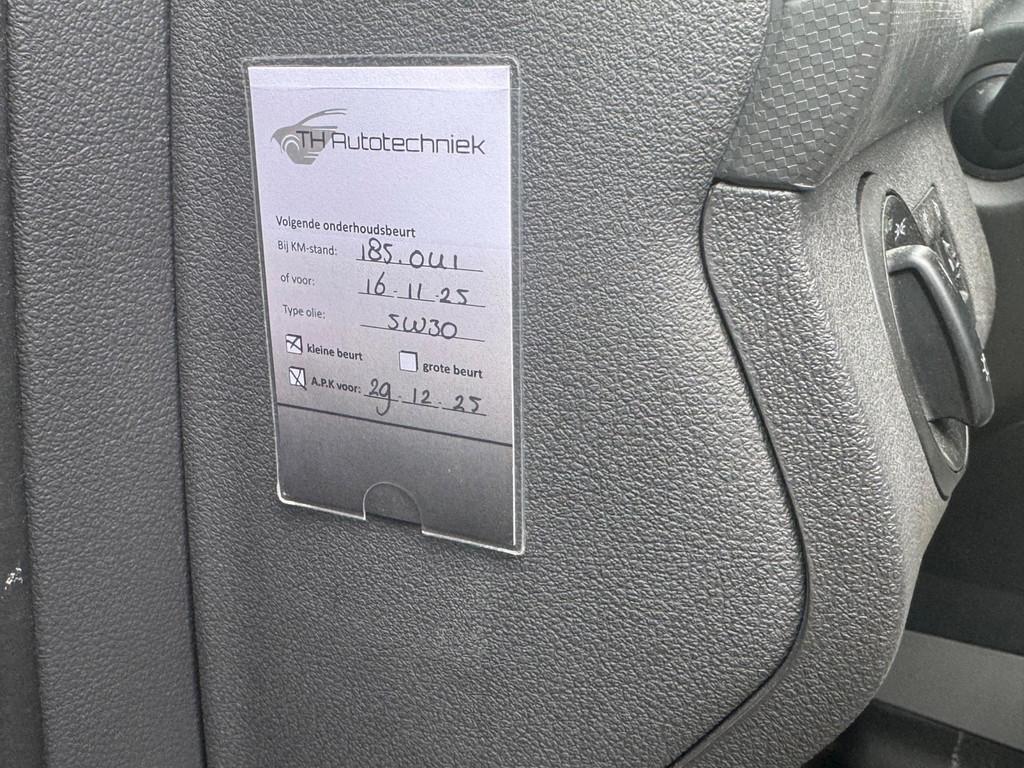 TH Autotechniek
Volgende onderhoudsbeurt
Bij KM-stand: 185.041
of voor: 16-11-25
Type olie: 5W30
kleine beurt grote beurt
A.P.K voor: 29-12-25